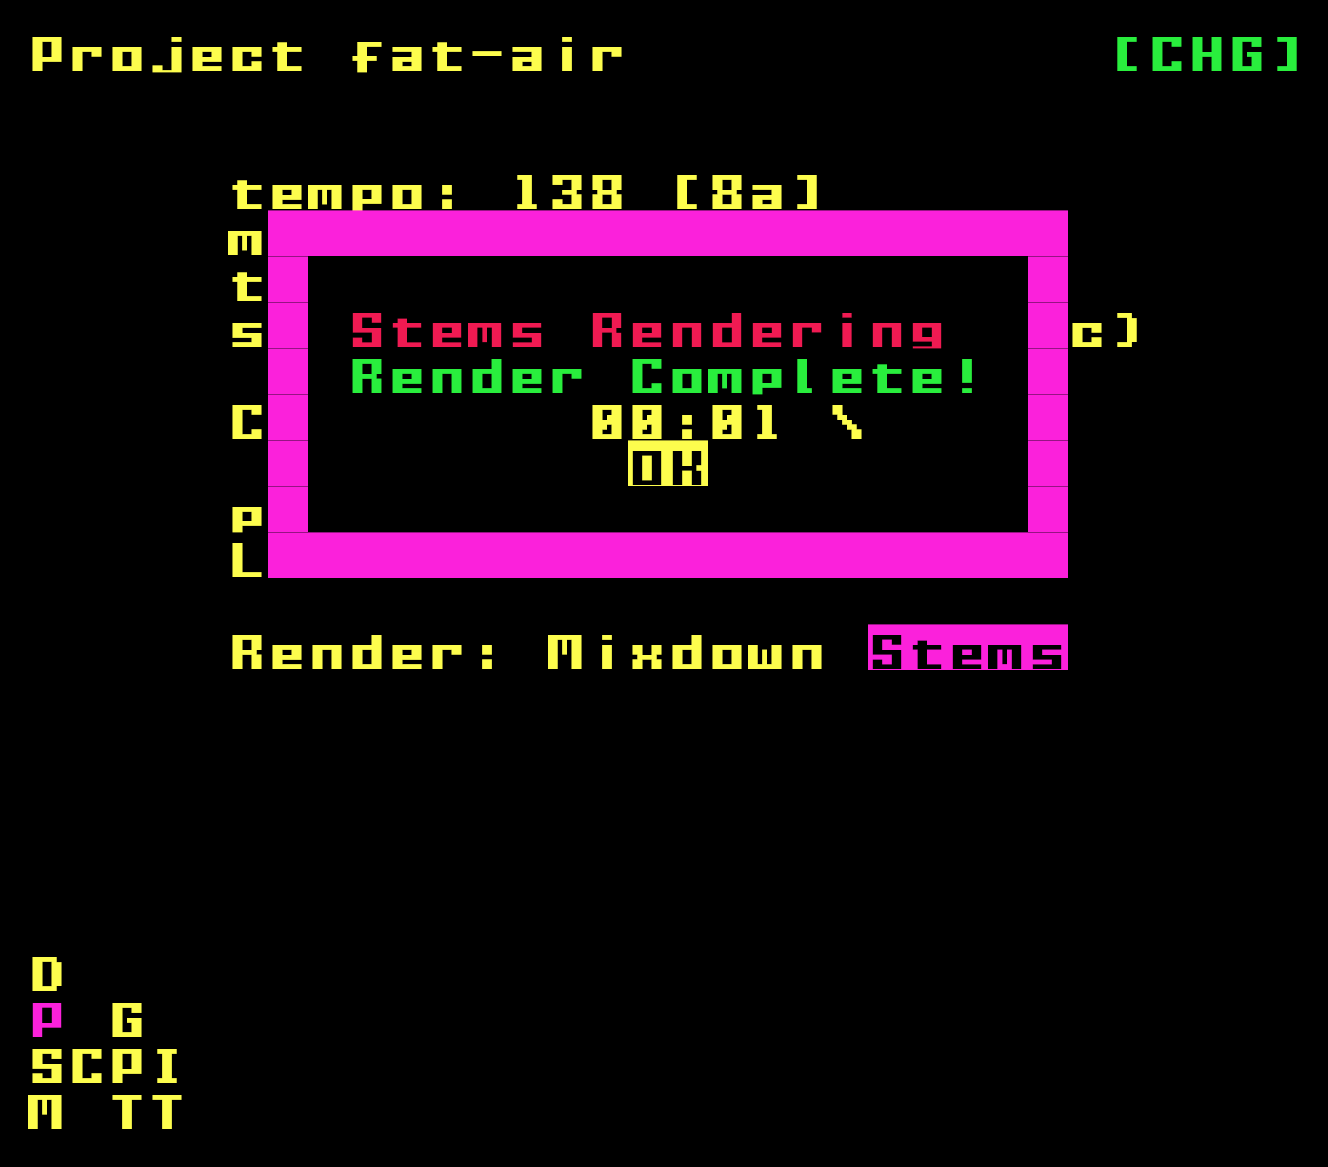 Project fat-air [CHG]
tempo: 138 [8a]
m
t
s c)
Stems Rendering
Render Complete!
C 00:01 \
OK
p
L
Render: Mixdown Stems
D
P G
SCPI
M TT